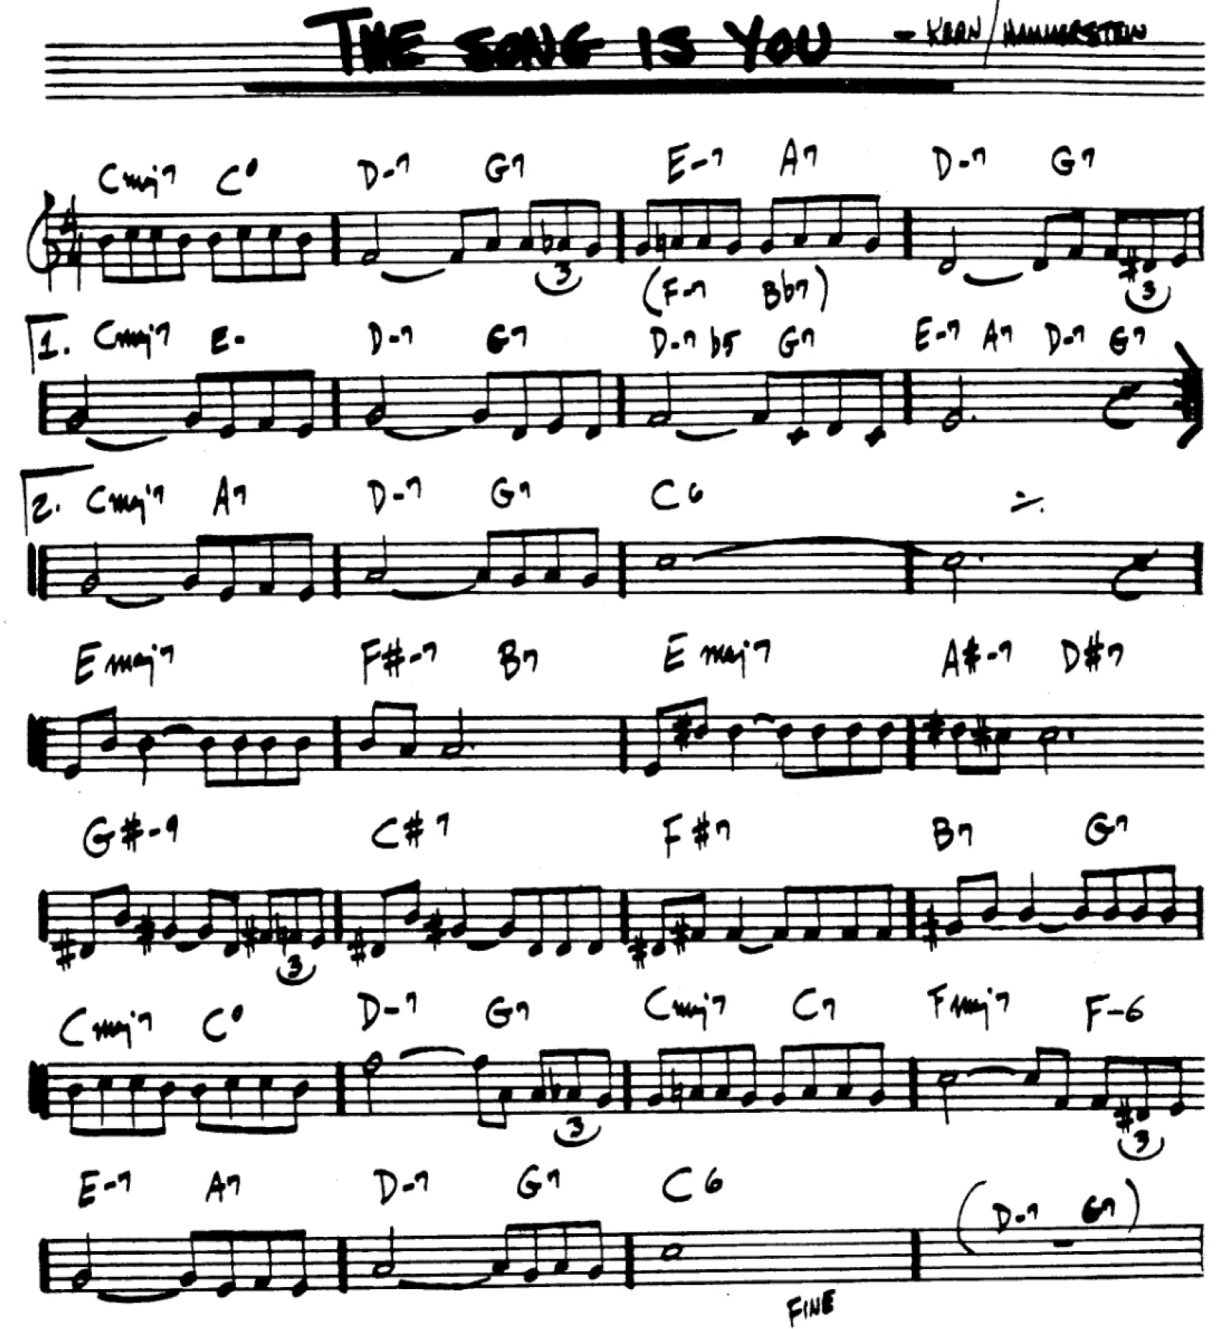 THE SONG IS YOU - KERN/HAMMERSTEIN
Cmaj7 C° D-7 G7 E-7 A7 D-7 G7
3 (F-7 Bb7) 3
1. Cmaj7 E- D-7 G7 D-7b5 G7 E-7 A7 D-7 G7
2. Cmaj7 A7 D-7 G7 C6
Emaj7 F#-7 B7 Emaj7 A#-7 D#7
G#-9 C#7 F#7 B7 G7
3
Cmaj7 C° D-7 G7 Cmaj7 C7 Fmaj7 F-6
3 3
E-7 A7 D-7 G7 C6 (D-7 G7)
FINE